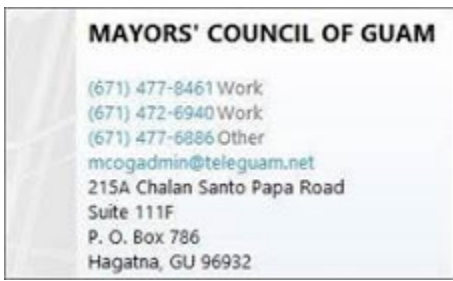 MAYORS' COUNCIL OF GUAM
(671) 477-8461 Work
(671) 472-6940 Work
(671) 477-6886 Other
mcogadmin@teleguam.net
215A Chalan Santo Papa Road
Suite 111F
P. O. Box 786
Hagatna, GU 96932